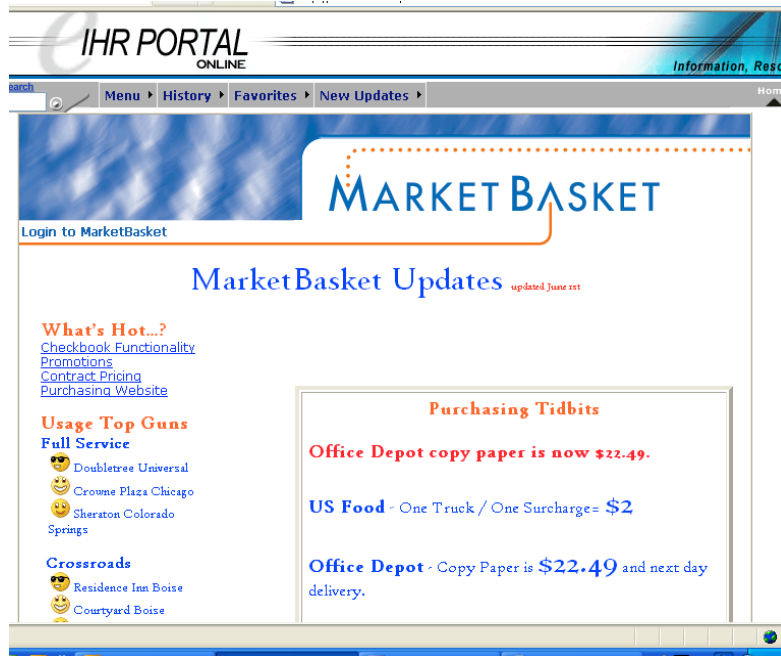 e IHR PORTAL
ONLINE
Information, Reso
earch
Menu History Favorites New Updates
Hom
MARKET BASKET
Login to MarketBasket
MarketBasket Updates updated June 1st
What's Hot...?
Checkbook Functionality
Promotions
Contract Pricing
Purchasing Website
Usage Top Guns
Full Service
Doubletree Universal
Crowne Plaza Chicago
Sheraton Colorado
Springs
Crossroads
Residence Inn Boise
Courtyard Boise
Purchasing Tidbits
Office Depot copy paper is now $22.49.
US Food - One Truck / One Surcharge= $2
Office Depot - Copy Paper is $22.49 and next day
delivery.